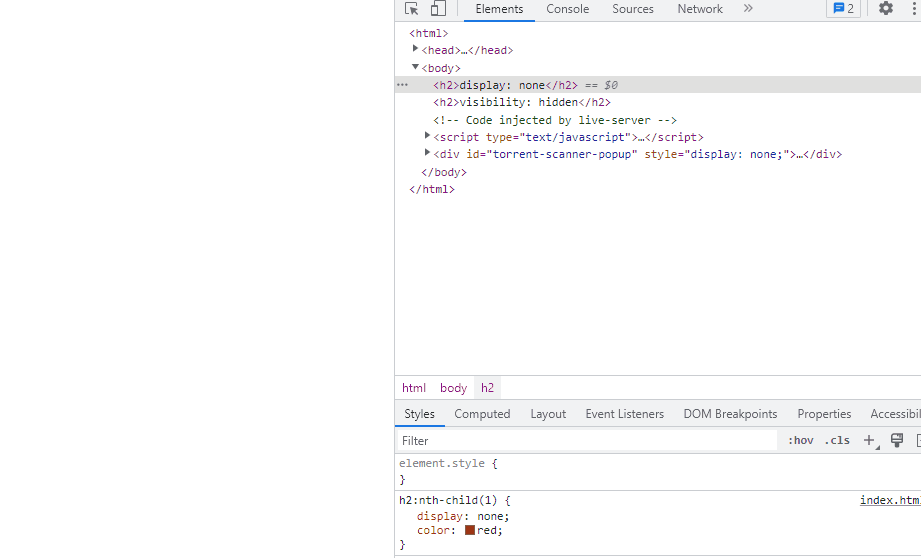 Elements Console Sources Network » 2
<html>
<head>…</head>
<body>
… <h2>display: none</h2> == $0
<h2>visibility: hidden</h2>
<!-- Code injected by live-server -->
<script type="text/javascript">…</script>
<div id="torrent-scanner-popup" style="display: none;">…</div>
</body>
</html>
html body h2
Styles Computed Layout Event Listeners DOM Breakpoints Properties
Filter :hov .cls +
element.style {
}
h2:nth-child(1) { index.htm
display: none;
color: red;
}